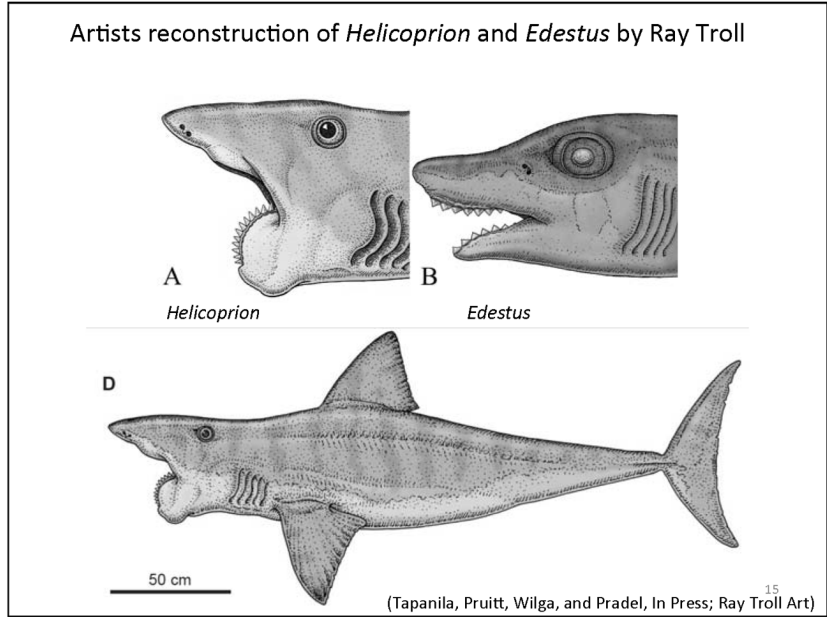 Artists reconstruction of Helicoprion and Edestus by Ray Troll
A
B
Helicoprion
Edestus
D
50 cm
15
(Tapanila, Pruitt, Wilga, and Pradel, In Press; Ray Troll Art)